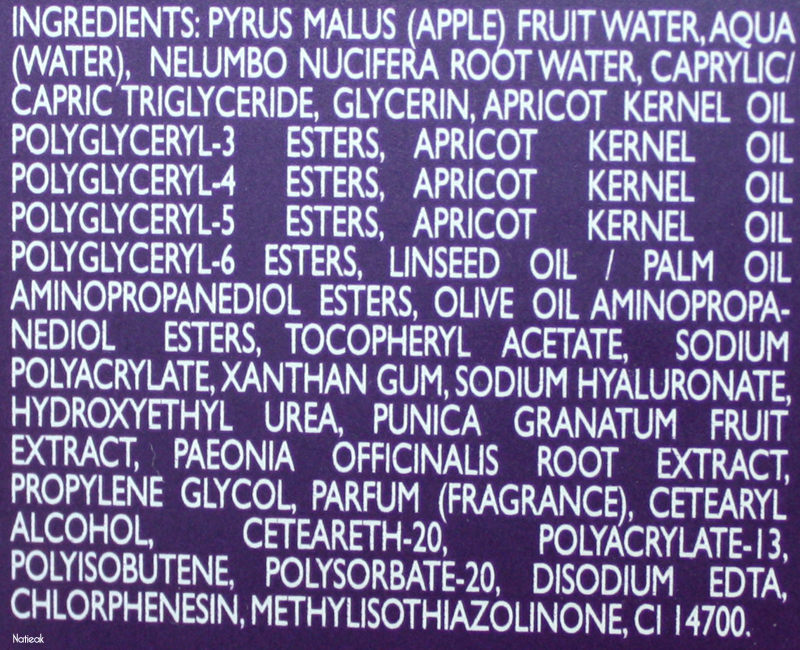 INGREDIENTS: PYRUS MALUS (APPLE) FRUIT WATER, AQUA
(WATER), NELUMBO NUCIFERA ROOT WATER, CAPRYLIC/
CAPRIC TRIGLYCERIDE, GLYCERIN, APRICOT KERNEL OIL
POLYGLYCERYL-3 ESTERS, APRICOT KERNEL OIL
POLYGLYCERYL-4 ESTERS, APRICOT KERNEL OIL
POLYGLYCERYL-5 ESTERS, APRICOT KERNEL OIL
POLYGLYCERYL-6 ESTERS, LINSEED OIL / PALM OIL
AMINOPROPANEDIOL ESTERS, OLIVE OIL AMINOPROPA-
NEDIOL ESTERS, TOCOPHERYL ACETATE, SODIUM
POLYACRYLATE, XANTHAN GUM, SODIUM HYALURONATE,
HYDROXYETHYL UREA, PUNICA GRANATUM FRUIT
EXTRACT, PAEONIA OFFICINALIS ROOT EXTRACT,
PROPYLENE GLYCOL, PARFUM (FRAGRANCE), CETEARYL
ALCOHOL, CETEARETH-20, POLYACRYLATE-13,
POLYISOBUTENE, POLYSORBATE-20, DISODIUM EDTA,
CHLORPHENESIN, METHYLISOTHIAZOLINONE, CI 14700.
Natieak